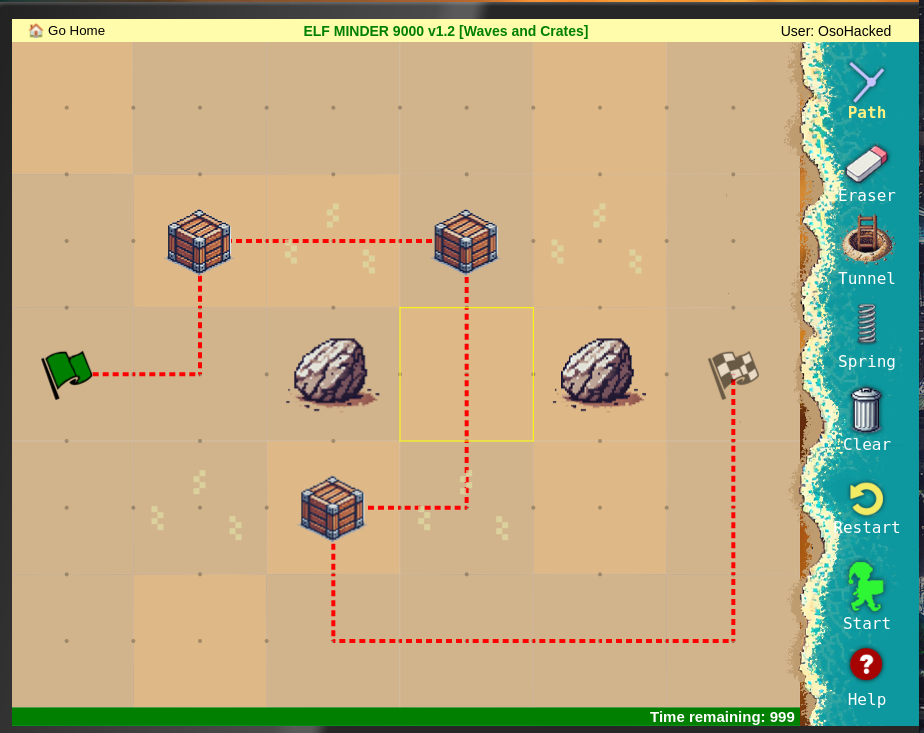 Go Home
ELF MINDER 9000 v1.2 [Waves and Crates]
User: OsoHacked
Path
Eraser
Tunnel
Spring
Clear
Restart
Start
?
Help
Time remaining: 999